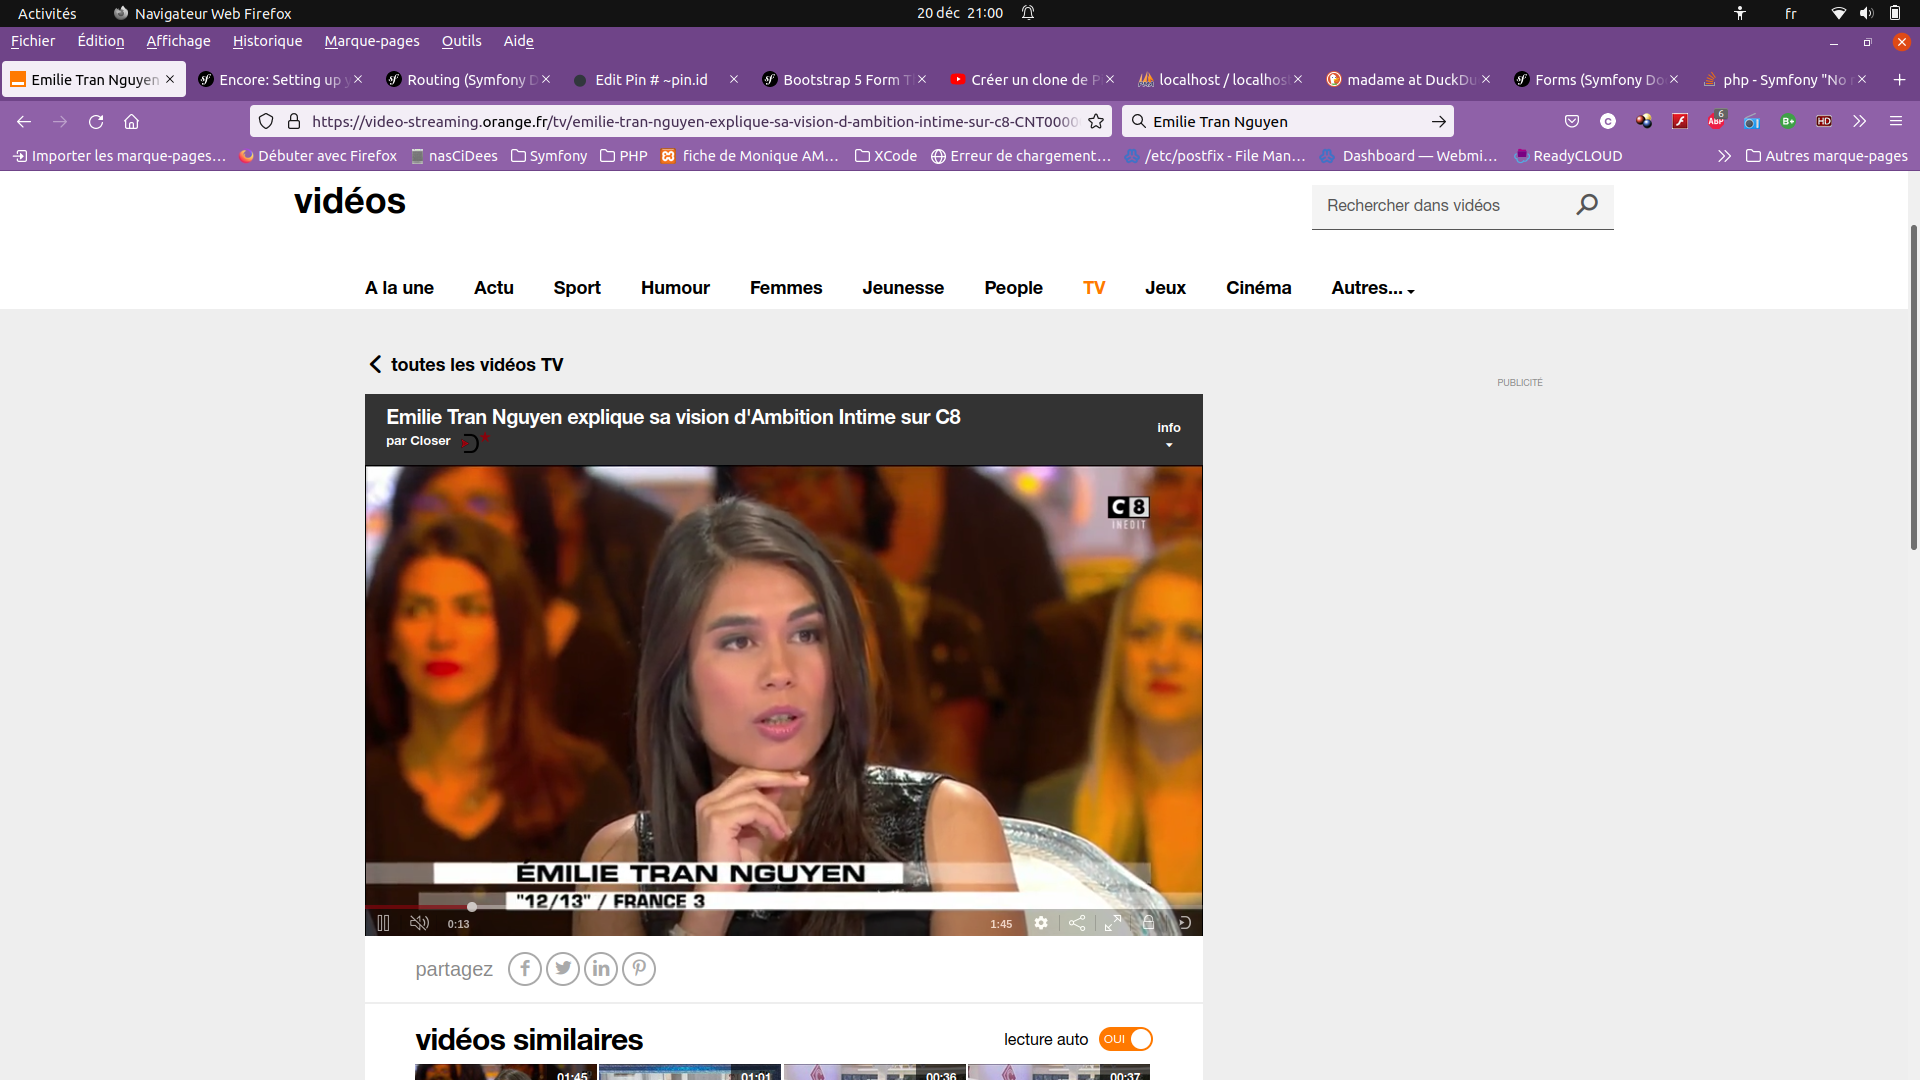 Activités
Navigateur Web Firefox
20 déc 21:00
fr
Fichier Édition Affichage Historique Marque-pages Outils Aide
Emilie Tran Nguyen
Encore: Setting up y
Routing (Symfony D
Edit Pin # ~pin.id
Bootstrap 5 Form T
Créer un clone de P
localhost / localhos
madame at DuckDu
Forms (Symfony Do
php - Symfony "No r
https://video-streaming.orange.fr/tv/emilie-tran-nguyen-explique-sa-vision-d-ambition-intime-sur-c8-CNT0000
Emilie Tran Nguyen
6
ABP
B+
HD
Importer les marque-pages…
Débuter avec Firefox
nasCiDees
Symfony
PHP
fiche de Monique AM…
XCode
Erreur de chargement…
/etc/postfix - File Man…
Dashboard — Webmi…
ReadyCLOUD
Autres marque-pages
vidéos
Rechercher dans vidéos
A la une Actu Sport Humour Femmes Jeunesse People TV Jeux Cinéma Autres...
toutes les vidéos TV
PUBLICITÉ
Emilie Tran Nguyen explique sa vision d'Ambition Intime sur C8
par Closer
info
C8
INÉDIT
ÉMILIE TRAN NGUYEN
"12/13" / FRANCE 3
0:13
1:45
partagez
vidéos similaires
lecture auto
OUI
01:45
01:01
00:36
00:37